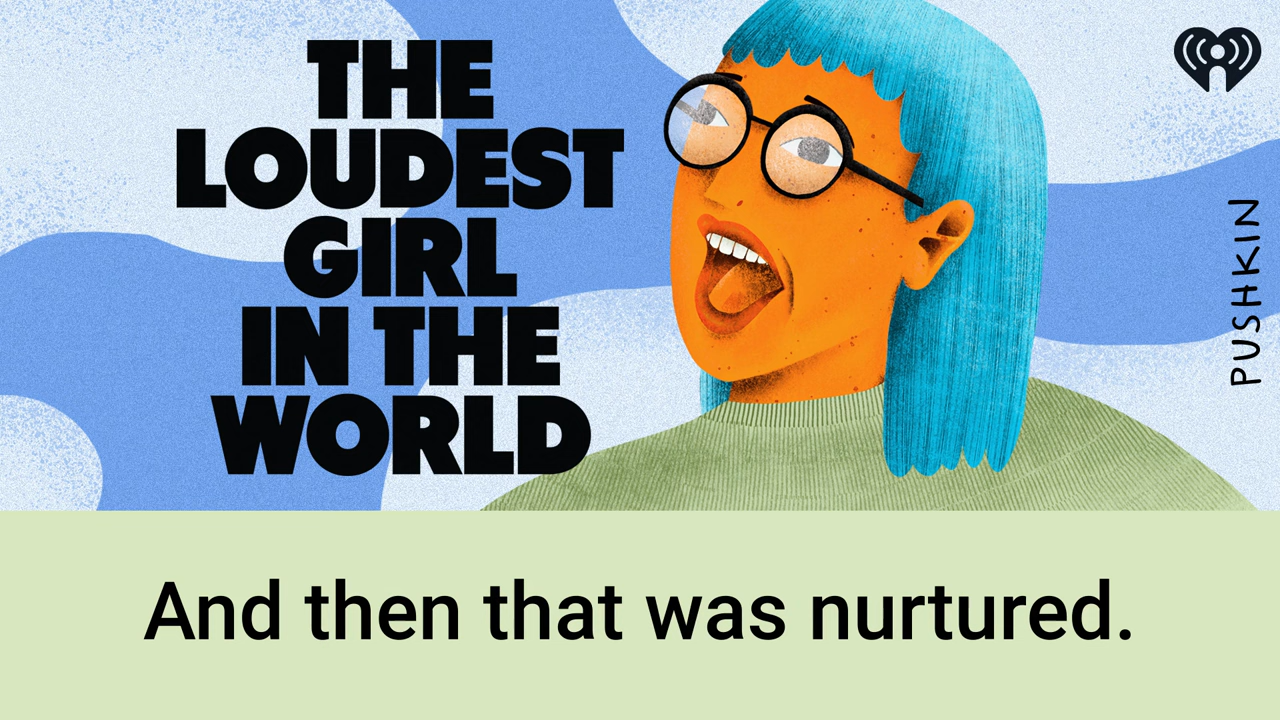 THE
LOUDEST
GIRL
IN THE
WORLD
PUSHKIN
And then that was nurtured.